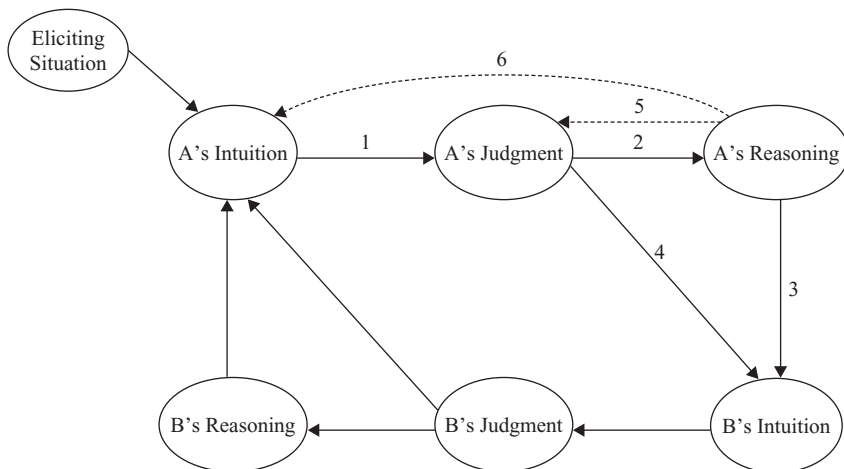 Eliciting
Situation
6
5
A's Intuition
1
A's Judgment
2
A's Reasoning
4
3
B's Reasoning
B's Judgment
B's Intuition